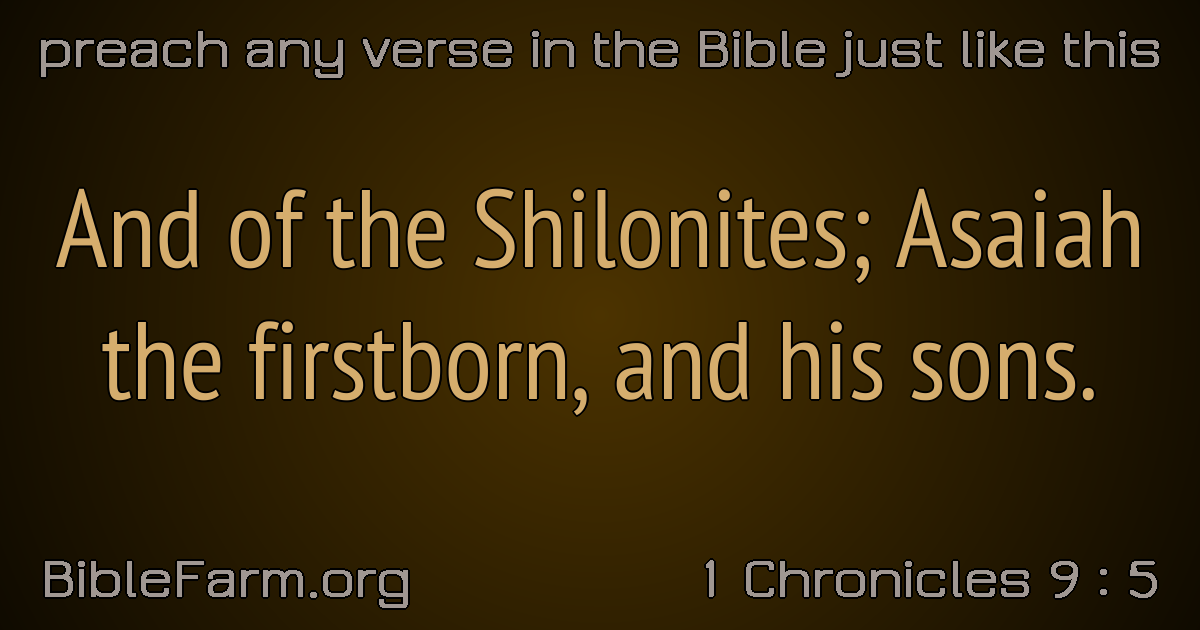 preach any verse in the Bible just like this
And of the Shilonites; Asaiah
the firstborn, and his sons.
BibleFarm.org
1 Chronicles 9 : 5